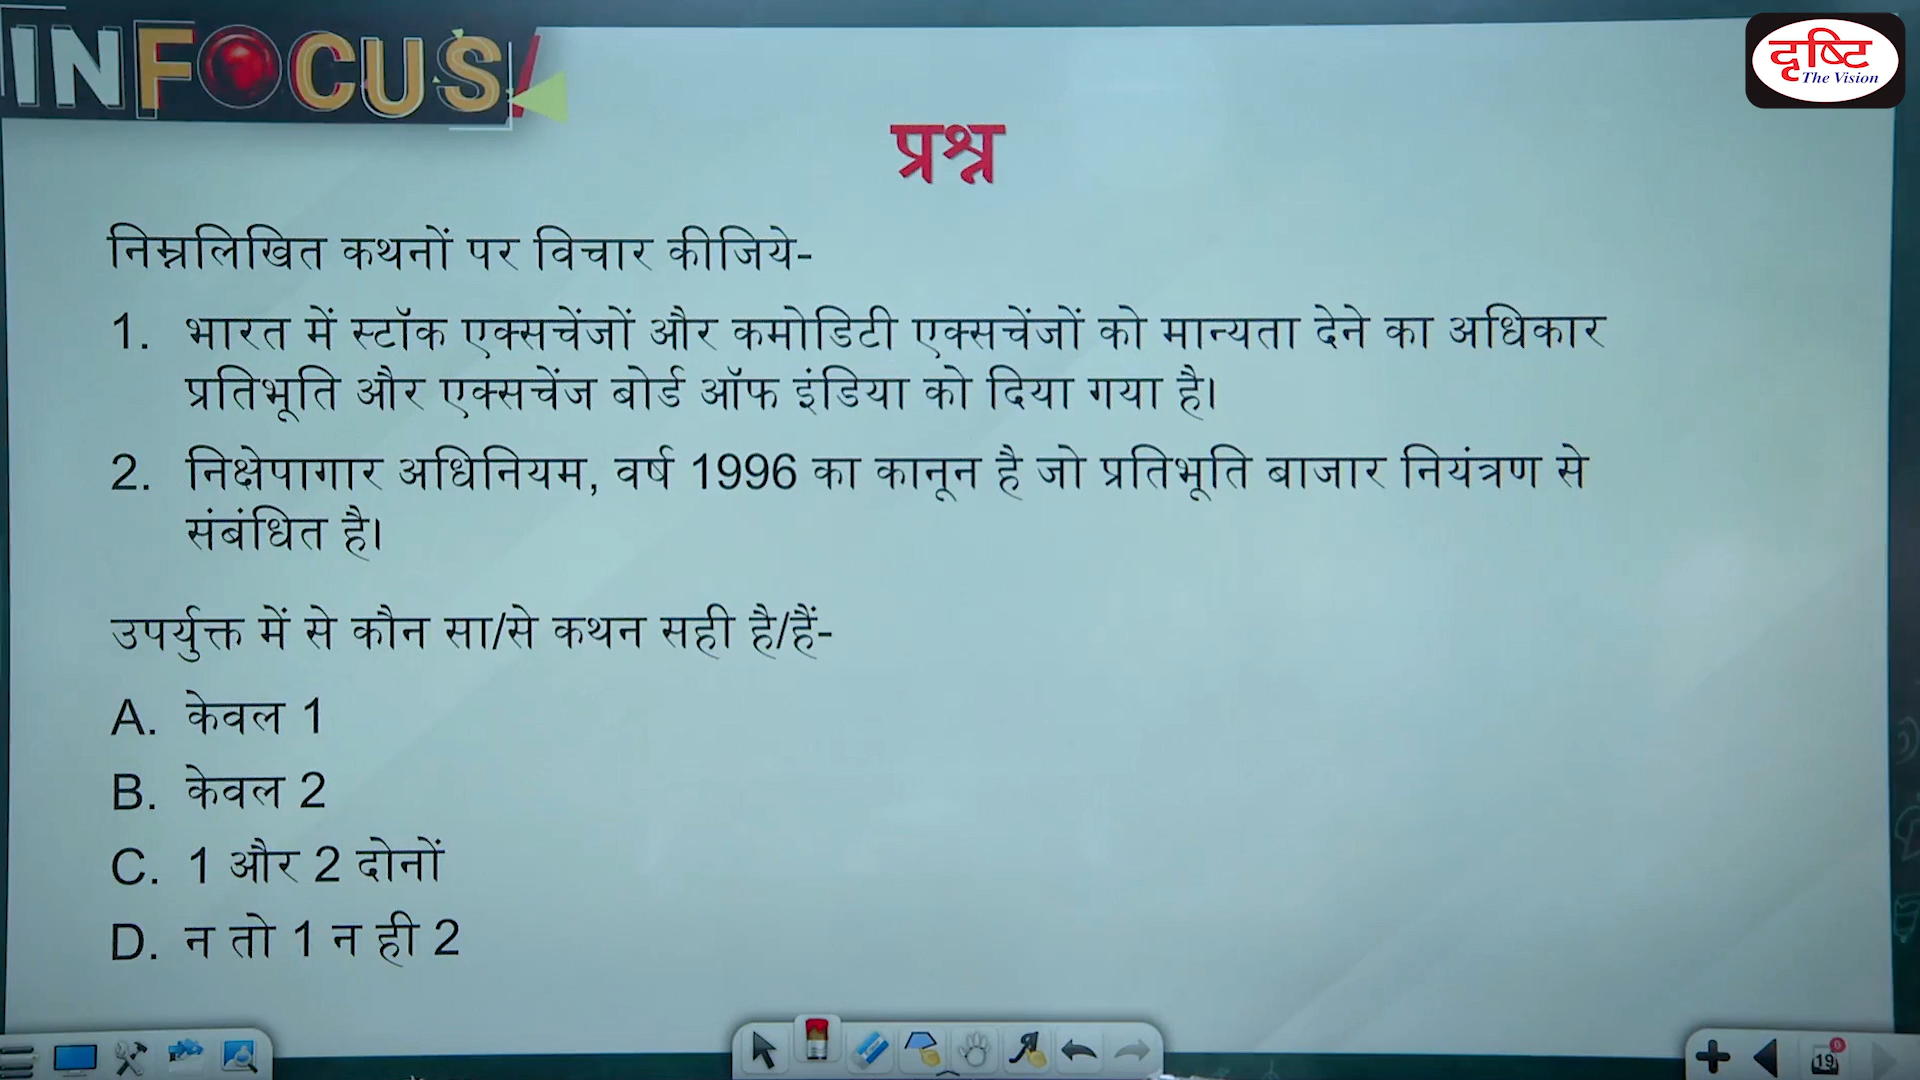 INFOCUS
दृष्टि
The Vision
प्रश्न
निम्नलिखित कथनों पर विचार कीजिये-
1. भारत में स्टॉक एक्सचेंजों और कमोडिटी एक्सचेंजों को मान्यता देने का अधिकार
प्रतिभूति और एक्सचेंज बोर्ड ऑफ इंडिया को दिया गया है।
2. निक्षेपागार अधिनियम, वर्ष 1996 का कानून है जो प्रतिभूति बाजार नियंत्रण से
संबंधित है।
उपर्युक्त में से कौन सा/से कथन सही है/हैं-
A. केवल 1
B. केवल 2
C. 1 और 2 दोनों
D. न तो 1 न ही 2
19